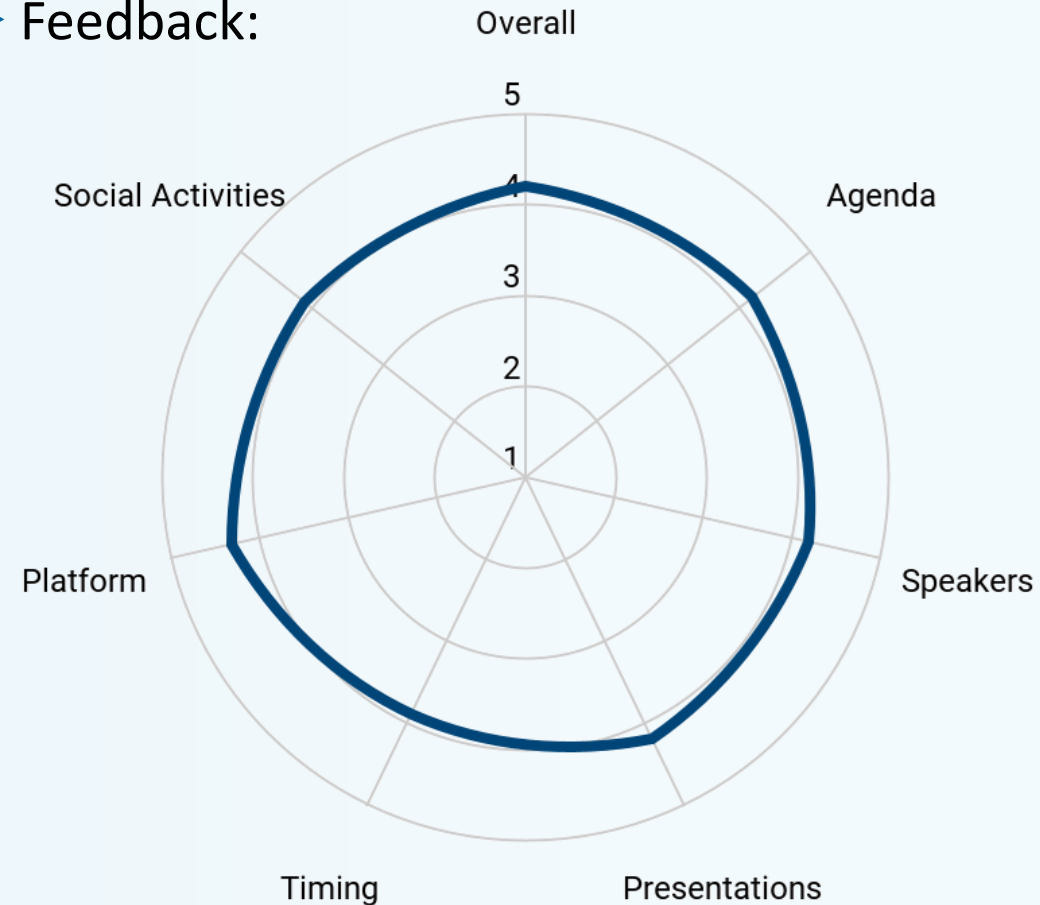 Feedback:
Overall
5
Social Activities
4
Agenda
3
2
1
Platform
Speakers
Timing
Presentations